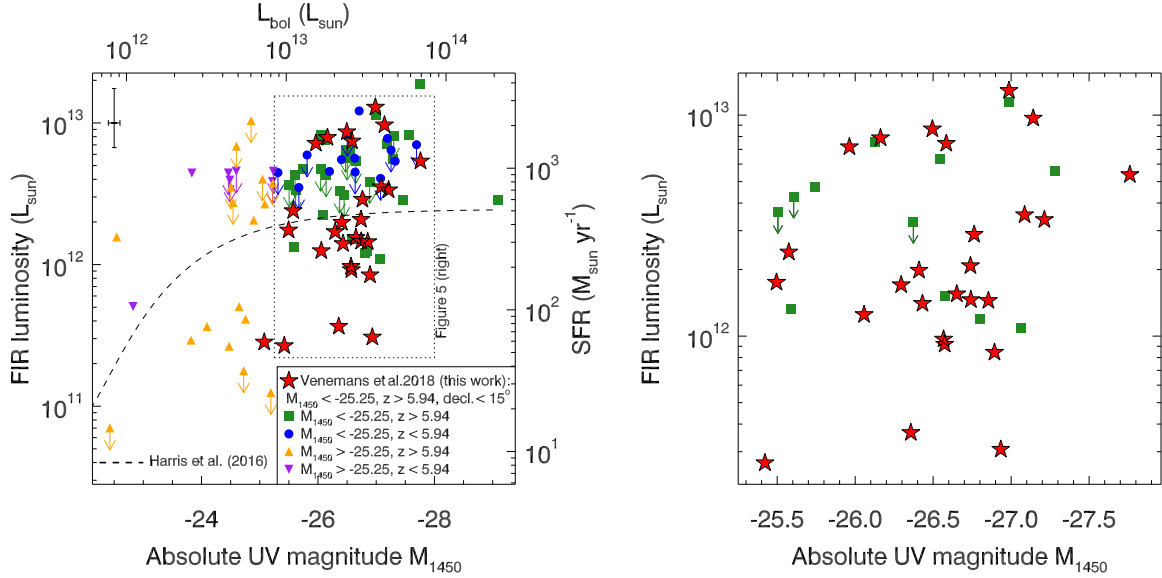 L_bol (L_sun)
10^12 10^13 10^14
10^13
10^12
10^11
FIR luminosity (L_sun)
10^3
10^2
10^1
SFR (M_sun yr^-1)
Figure 5 (right)
Venemans et al.2018 (this work):
M_1450 < -25.25, z > 5.94, decl.< 15°
M_1450 < -25.25, z > 5.94
M_1450 < -25.25, z < 5.94
M_1450 > -25.25, z > 5.94
M_1450 > -25.25, z < 5.94
Harris et al. (2016)
-24 -26 -28
Absolute UV magnitude M_1450
10^13
10^12
FIR luminosity (L_sun)
-25.5 -26.0 -26.5 -27.0 -27.5
Absolute UV magnitude M_1450